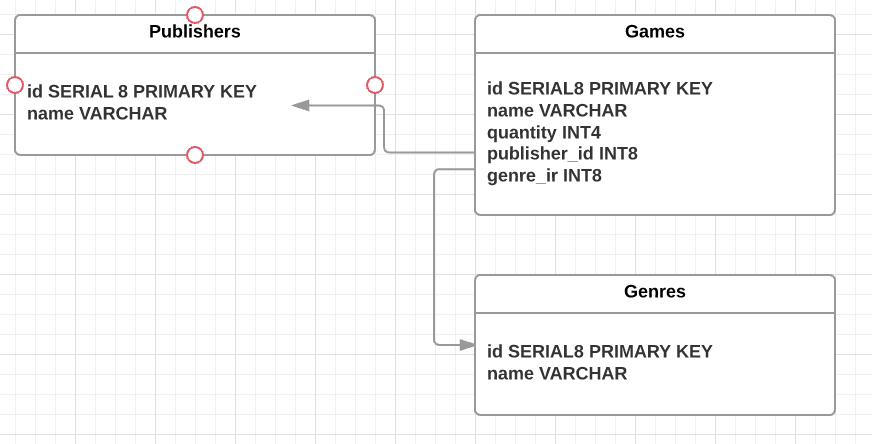 Publishers
id SERIAL 8 PRIMARY KEY
name VARCHAR
Games
id SERIAL8 PRIMARY KEY
name VARCHAR
quantity INT4
publisher_id INT8
genre_ir INT8
Genres
id SERIAL8 PRIMARY KEY
name VARCHAR